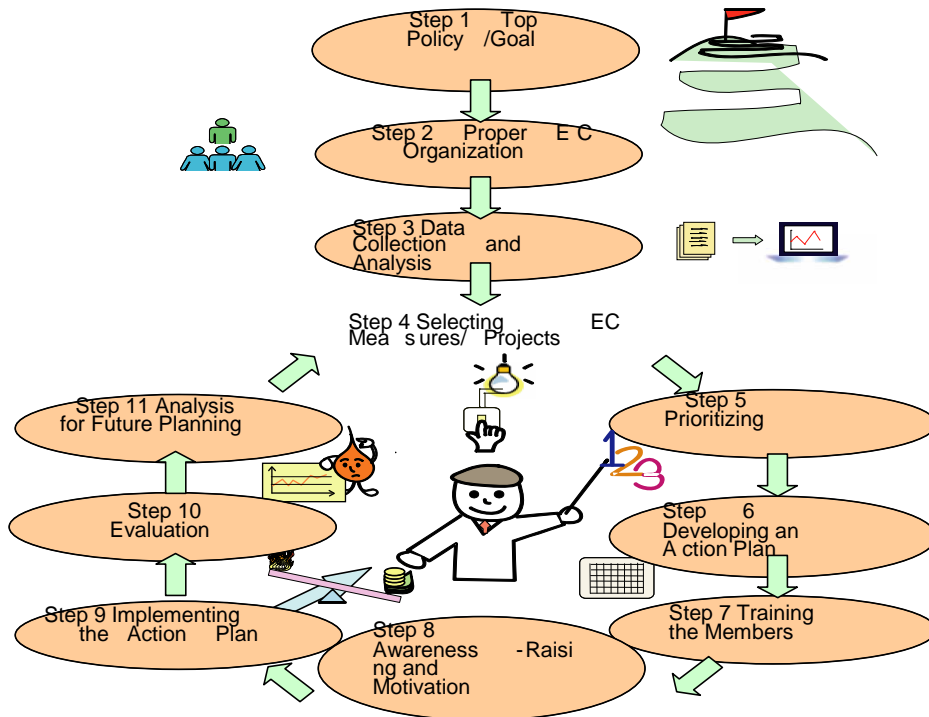 Step 1 Top
Policy /Goal
Step 2 Proper E C
Organization
Step 3 Data
Collection and
Analysis
Step 4 Selecting EC
Mea s ures/ Projects
Step 5
Prioritizing
Step 6
Developing an
A ction Plan
Step 7 Training
the Members
Step 8
Awareness -Raisi
ng and
Motivation
Step 9 Implementing
the Action Plan
Step 10
Evaluation
Step 11 Analysis
for Future Planning
123